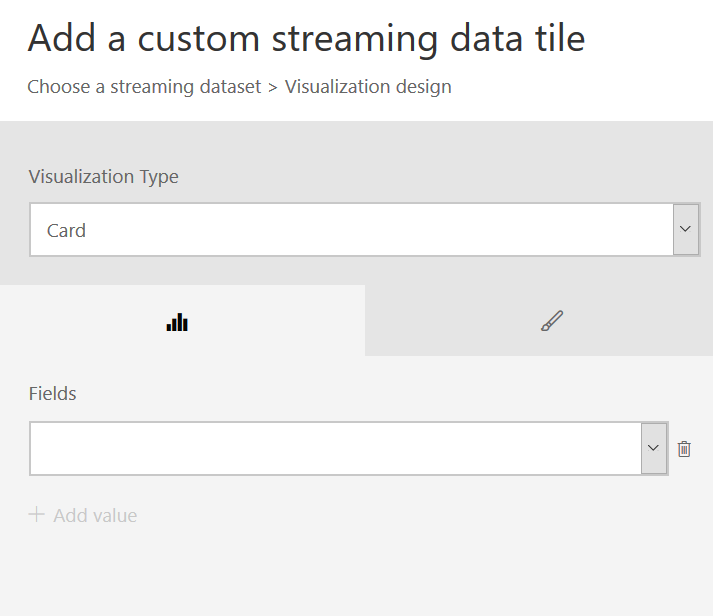 Add a custom streaming data tile
Choose a streaming dataset > Visualization design
Visualization Type
Card
Fields
+ Add value